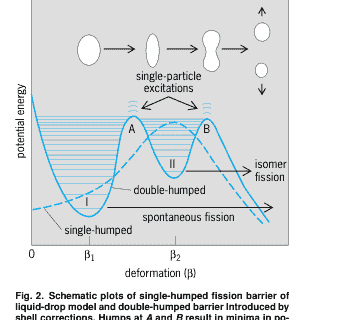 single-particle
excitations
potential energy
A
B
II
isomer
fission
double-humped
I
spontaneous fission
single-humped
0
β1
β2
deformation (β)
Fig. 2. Schematic plots of single-humped fission barrier of
liquid-drop model and double-humped barrier introduced by
shell corrections. Humps at A and B result in minima in po-